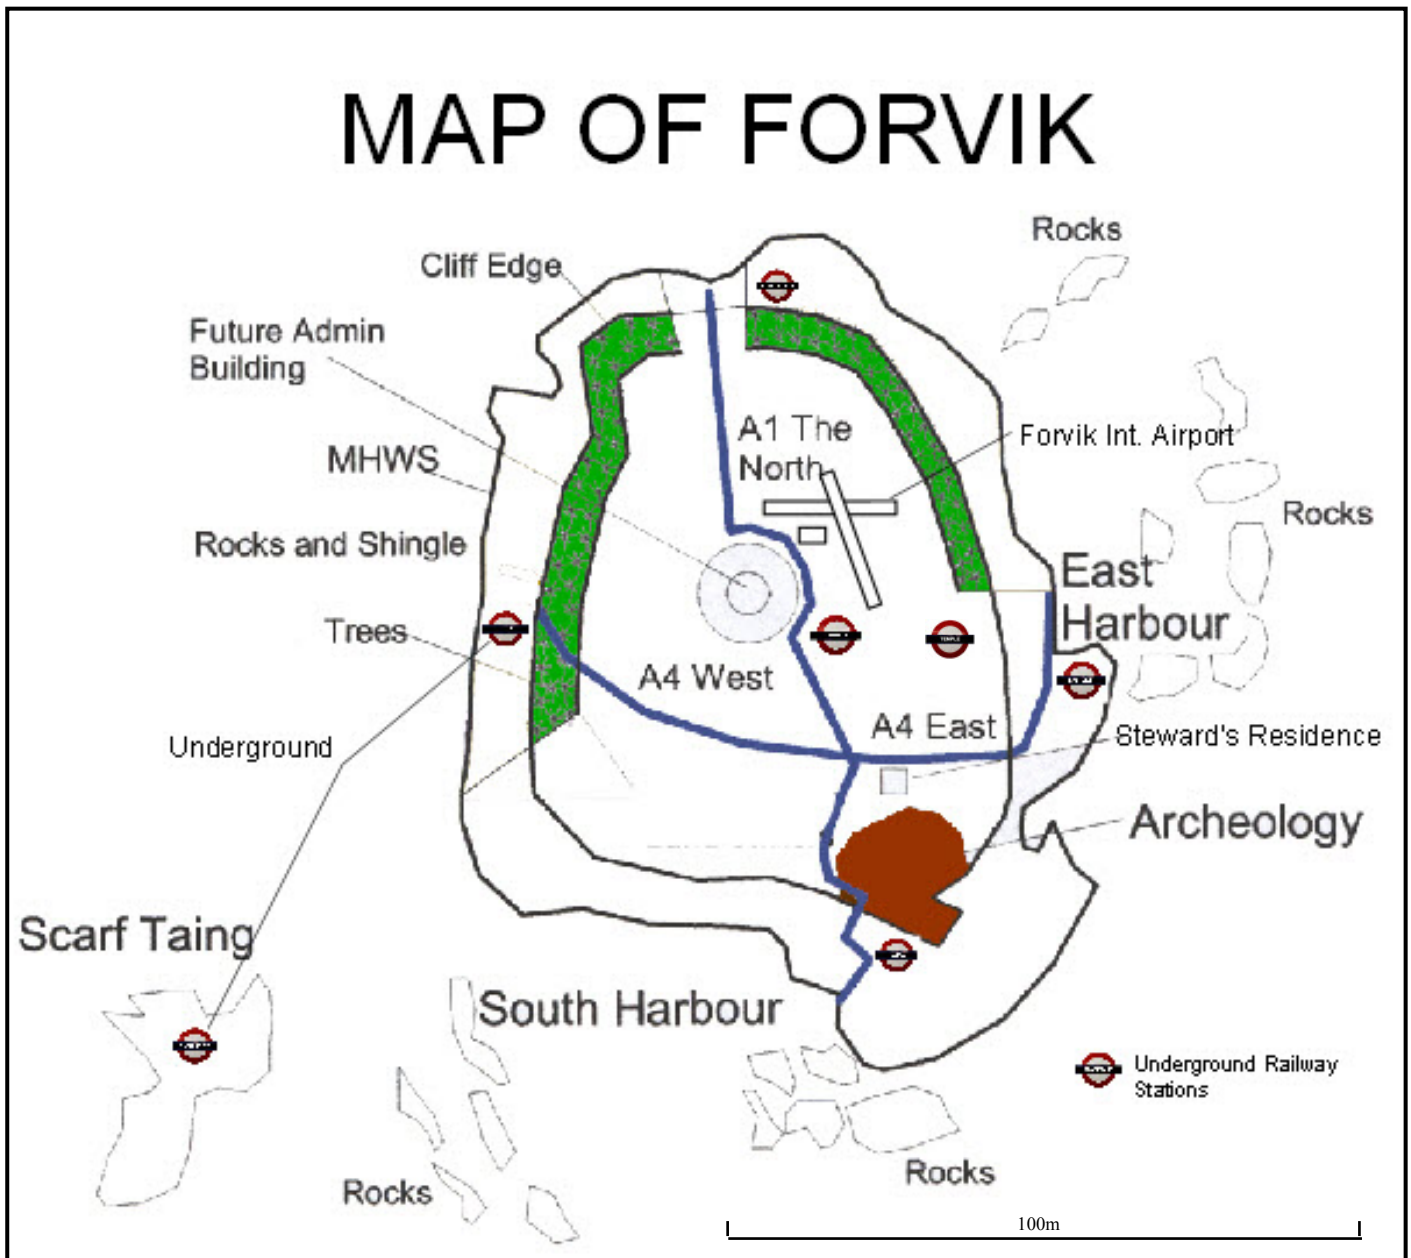 MAP OF FORVIK
Rocks
Cliff Edge
Future Admin
Building
A1 The
North
Forvik Int. Airport
MHWS
Rocks
Rocks and Shingle
East
Harbour
Trees
A4 West
A4 East
Underground
Steward's Residence
Archeology
Scarf Taing
South Harbour
Underground Railway
Stations
Rocks
Rocks
100m